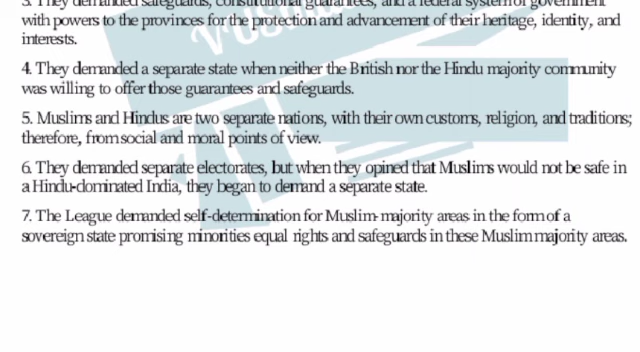 3. They demanded safeguards, constitutional guarantees, and a federal system of government
with powers to the provinces for the protection and advancement of their heritage, identity, and
interests.
4. They demanded a separate state when neither the British nor the Hindu majority community
was willing to offer those guarantees and safeguards.
5. Muslims and Hindus are two separate nations, with their own customs, religion, and traditions;
therefore, from social and moral points of view.
6. They demanded separate electorates, but when they opined that Muslims would not be safe in
a Hindu-dominated India, they began to demand a separate state.
7. The League demanded self-determination for Muslim- majority areas in the form of a
sovereign state promising minorities equal rights and safeguards in these Muslim majority areas.